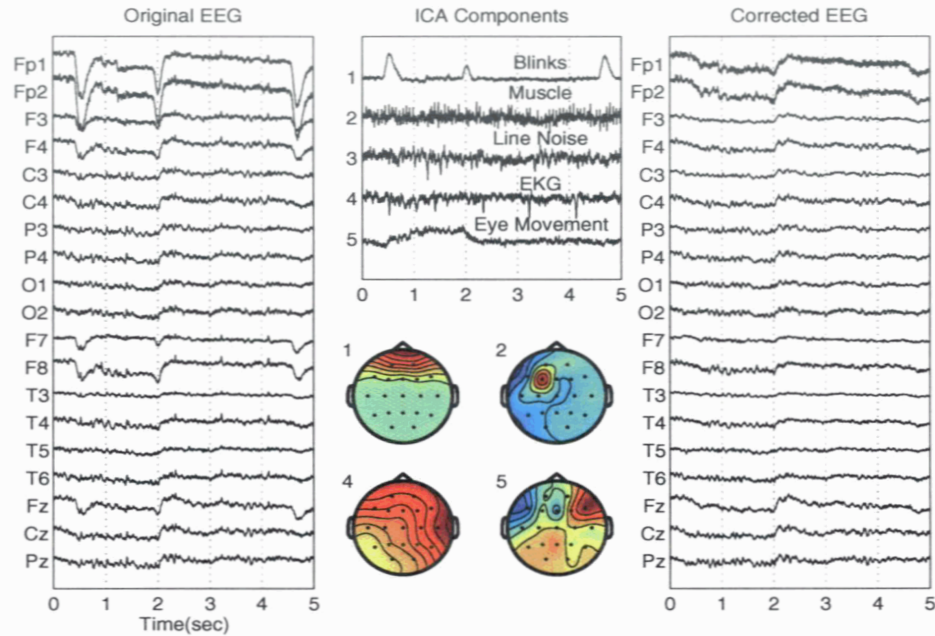 Original EEG
Fp1
Fp2
F3
F4
C3
C4
P3
P4
O1
O2
F7
F8
T3
T4
T5
T6
Fz
Cz
Pz
0 1 2 3 4 5
Time(sec)
ICA Components
1 Blinks
2 Muscle
3 Line Noise
4 EKG
5 Eye Movement
0 1 2 3 4 5
1 2
4 5
Corrected EEG
Fp1
Fp2
F3
F4
C3
C4
P3
P4
O1
O2
F7
F8
T3
T4
T5
T6
Fz
Cz
Pz
0 1 2 3 4 5